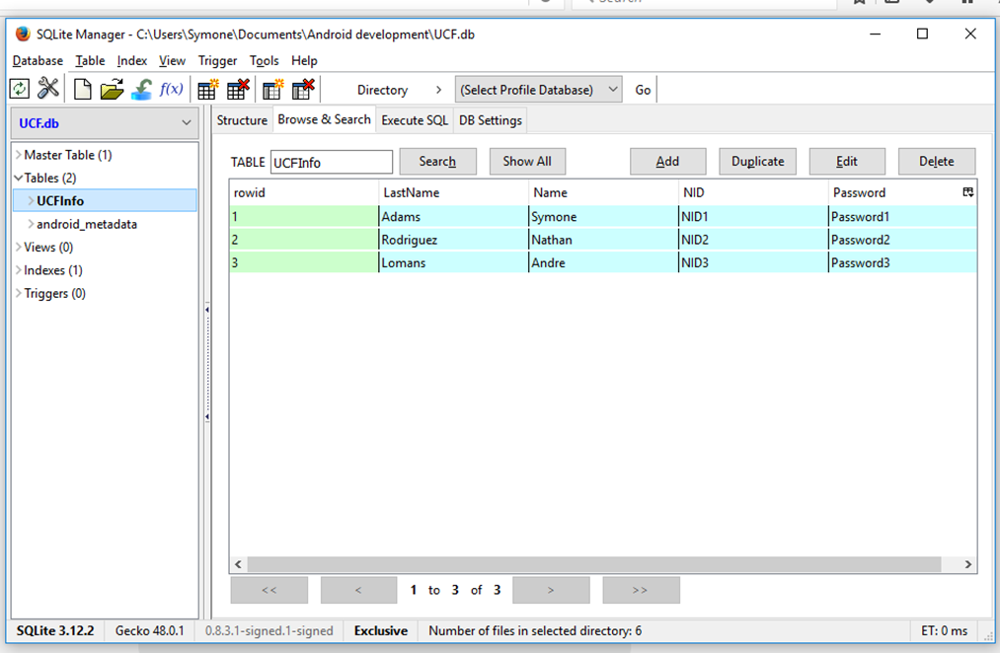 Search
SQLite Manager - C:\Users\Symone\Documents\Android development\UCF.db
Database Table Index View Trigger Tools Help
f(x) Directory > (Select Profile Database) Go
UCF.db
Master Table (1)
Tables (2)
UCFInfo
android_metadata
Views (0)
Indexes (1)
Triggers (0)
Structure Browse & Search Execute SQL DB Settings
TABLE UCFInfo Search Show All Add Duplicate Edit Delete
rowid LastName Name NID Password
1 Adams Symone NID1 Password1
2 Rodriguez Nathan NID2 Password2
3 Lomans Andre NID3 Password3
<< < 1 to 3 of 3 > >>
SQLite 3.12.2 Gecko 48.0.1 0.8.3.1-signed.1-signed Exclusive Number of files in selected directory: 6 ET: 0 ms